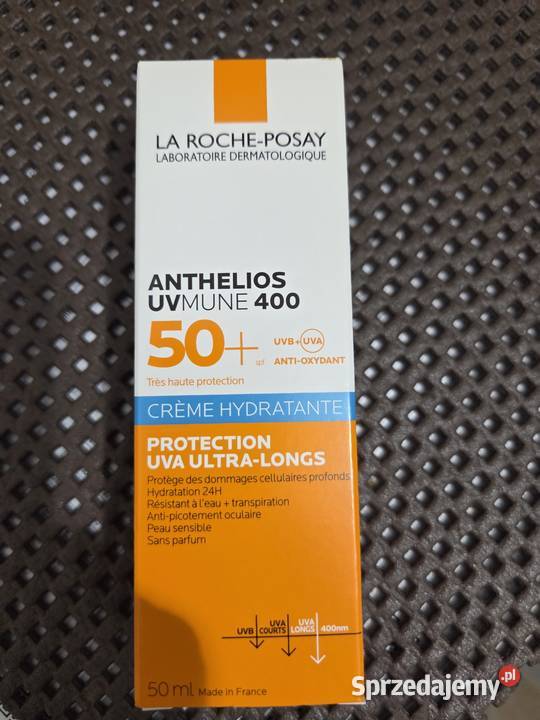 LA ROCHE-POSAY
LABORATOIRE DERMATOLOGIQUE
ANTHELIOS
UVMUNE 400
50+ spf
UVB+UVA
ANTI-OXYDANT
Très haute protection
CRÈME HYDRATANTE
PROTECTION
UVA ULTRA-LONGS
Protège des dommages cellulaires profonds
Hydratation 24H
Résistant à l'eau + transpiration
Anti-picotement oculaire
Peau sensible
Sans parfum
UVB
UVA COURTS
UVA LONGS
400nm
50 ml Made in France
Sprzedajemy.pl